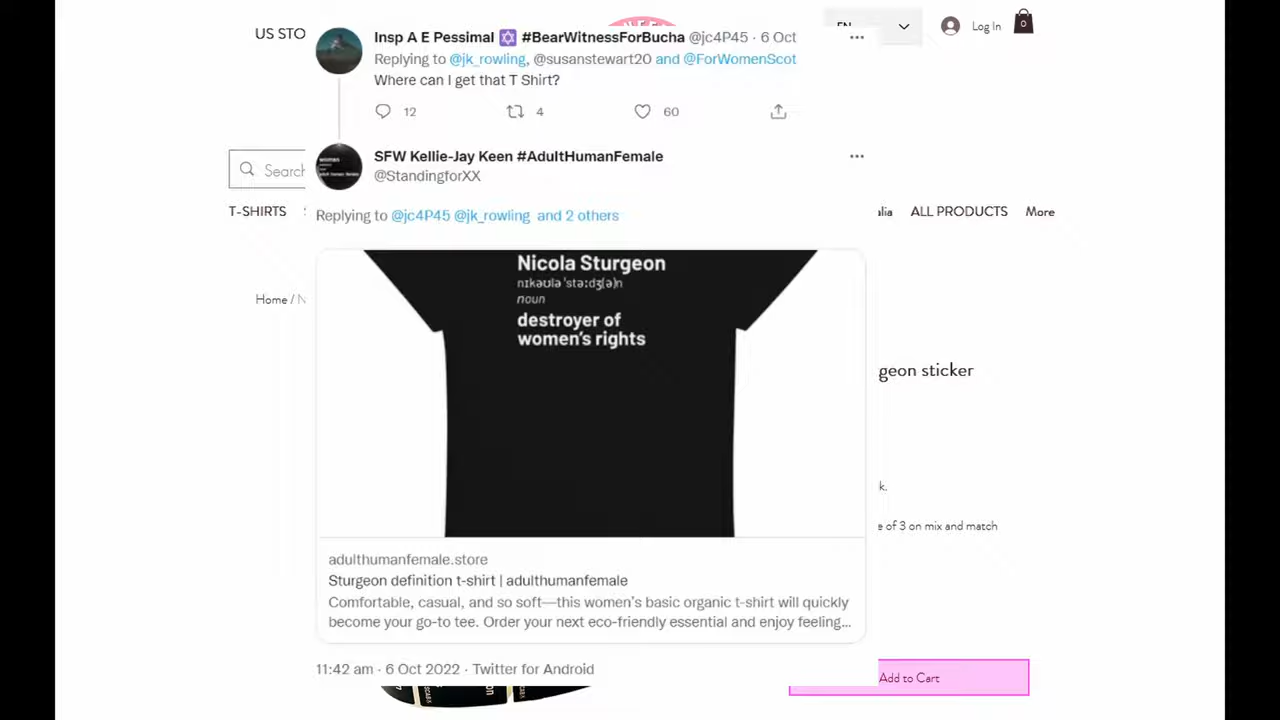 US STO
EN
Log In
0
Insp A E Pessimal #BearWitnessForBucha @jc4P45 · 6 Oct
Replying to @jk_rowling, @susanstewart20 and @ForWomenScot
Where can I get that T Shirt?
12 4 60
SFW Kellie-Jay Keen #AdultHumanFemale
@StandingforXX
Search
T-SHIRTS
Replying to @jc4P45 @jk_rowling and 2 others
lia ALL PRODUCTS More
Home / N
Nicola Sturgeon
nɪkəʊlə ˈstɜːdʒ(ə)n
noun
destroyer of
women's rights
geon sticker
k.
e of 3 on mix and match
adulthumanfemale.store
Sturgeon definition t-shirt | adulthumanfemale
Comfortable, casual, and so soft—this women's basic organic t-shirt will quickly
become your go-to tee. Order your next eco-friendly essential and enjoy feeling...
11:42 am · 6 Oct 2022 · Twitter for Android
Add to Cart